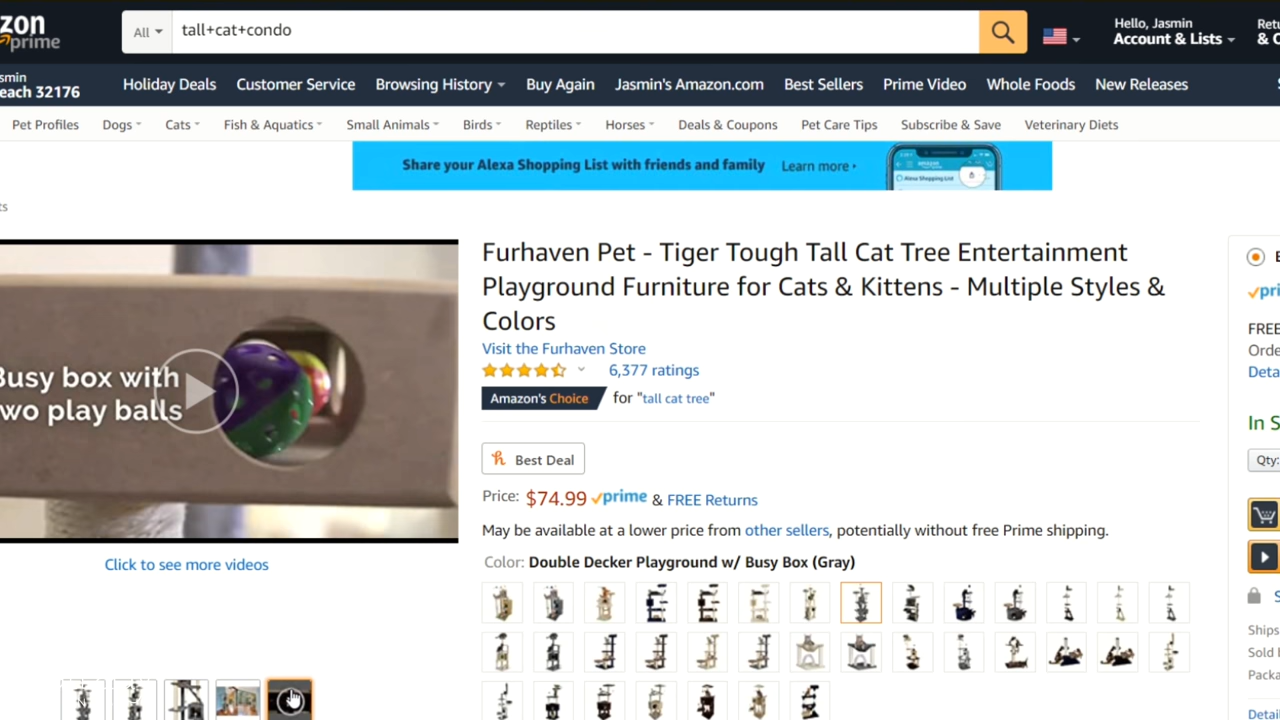 zon
prime
All
tall+cat+condo
Hello, Jasmin
Account & Lists
Retu
& O
smin
each 32176
Holiday Deals
Customer Service
Browsing History
Buy Again
Jasmin's Amazon.com
Best Sellers
Prime Video
Whole Foods
New Releases
Pet Profiles
Dogs
Cats
Fish & Aquatics
Small Animals
Birds
Reptiles
Horses
Deals & Coupons
Pet Care Tips
Subscribe & Save
Veterinary Diets
Share your Alexa Shopping List with friends and family
Learn more
Alexa Shopping List
ts
Furhaven Pet - Tiger Tough Tall Cat Tree Entertainment
Playground Furniture for Cats & Kittens - Multiple Styles &
Colors
Visit the Furhaven Store
6,377 ratings
Amazon's Choice
for "tall cat tree"
Busy box with
wo play balls
Best Deal
Price: $74.99 prime & FREE Returns
May be available at a lower price from other sellers, potentially without free Prime shipping.
Color: Double Decker Playground w/ Busy Box (Gray)
Click to see more videos
pri
FREE
Orde
Deta
In S
Qty:
S
Ships
Sold
Packa
Detai